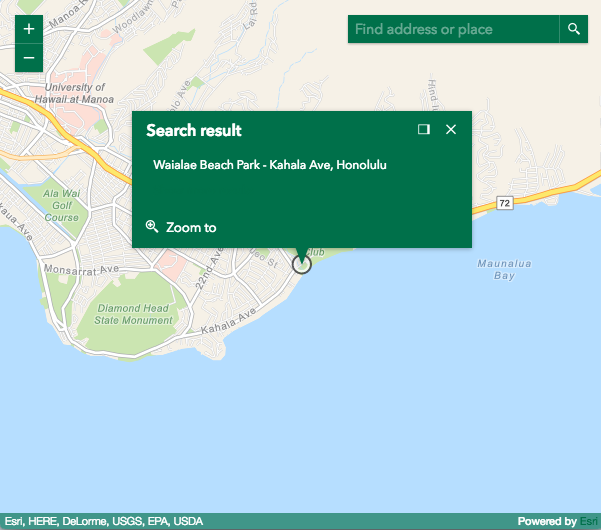 +
−
Find address or place
Manoa Rd
Lai Rd
University of
Hawaii at Manoa
Search result
Waialae Beach Park - Kahala Ave, Honolulu
Zoom to
Ala Wai
Golf
Course
72
Maunalua
Bay
Club
Monsarrat Ave
22nd Ave
Diamond Head
State Monument
Kahala Ave
Esri, HERE, DeLorme, USGS, EPA, USDA
Powered by Esri